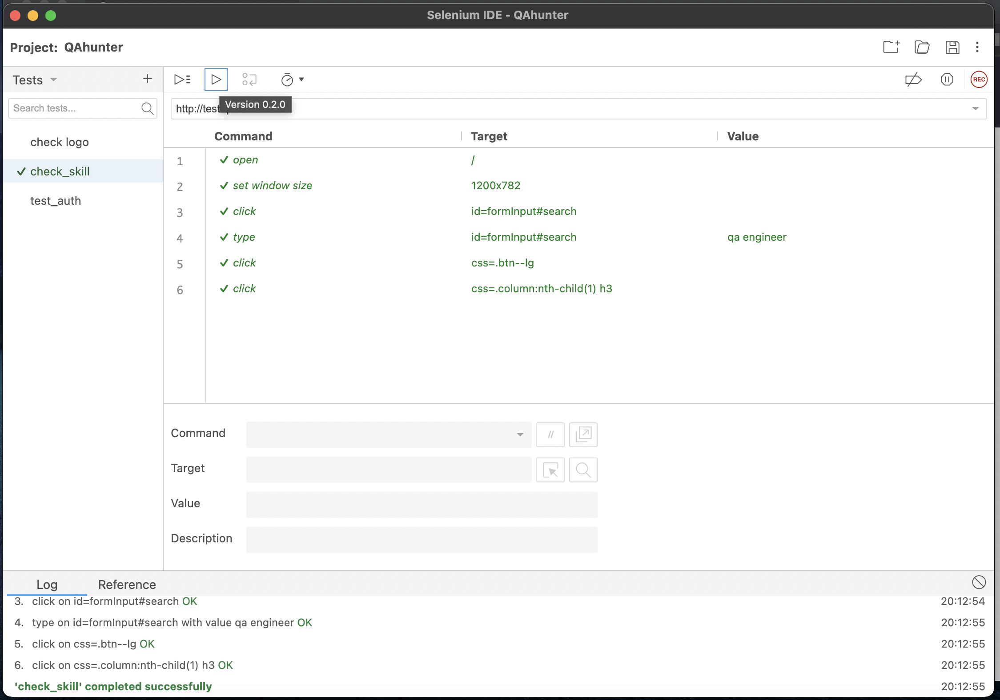 Selenium IDE - QAhunter
Project: QAhunter
Tests
Search tests...
check logo
check_skill
test_auth
REC
http://test
Version 0.2.0
Command Target Value
1 open /
2 set window size 1200x782
3 click id=formInput#search
4 type id=formInput#search qa engineer
5 click css=.btn--lg
6 click css=.column:nth-child(1) h3
Command //
Target
Value
Description
Log Reference
3. click on id=formInput#search OK 20:12:54
4. type on id=formInput#search with value qa engineer OK 20:12:55
5. click on css=.btn--lg OK 20:12:55
6. click on css=.column:nth-child(1) h3 OK 20:12:55
'check_skill' completed successfully 20:12:55